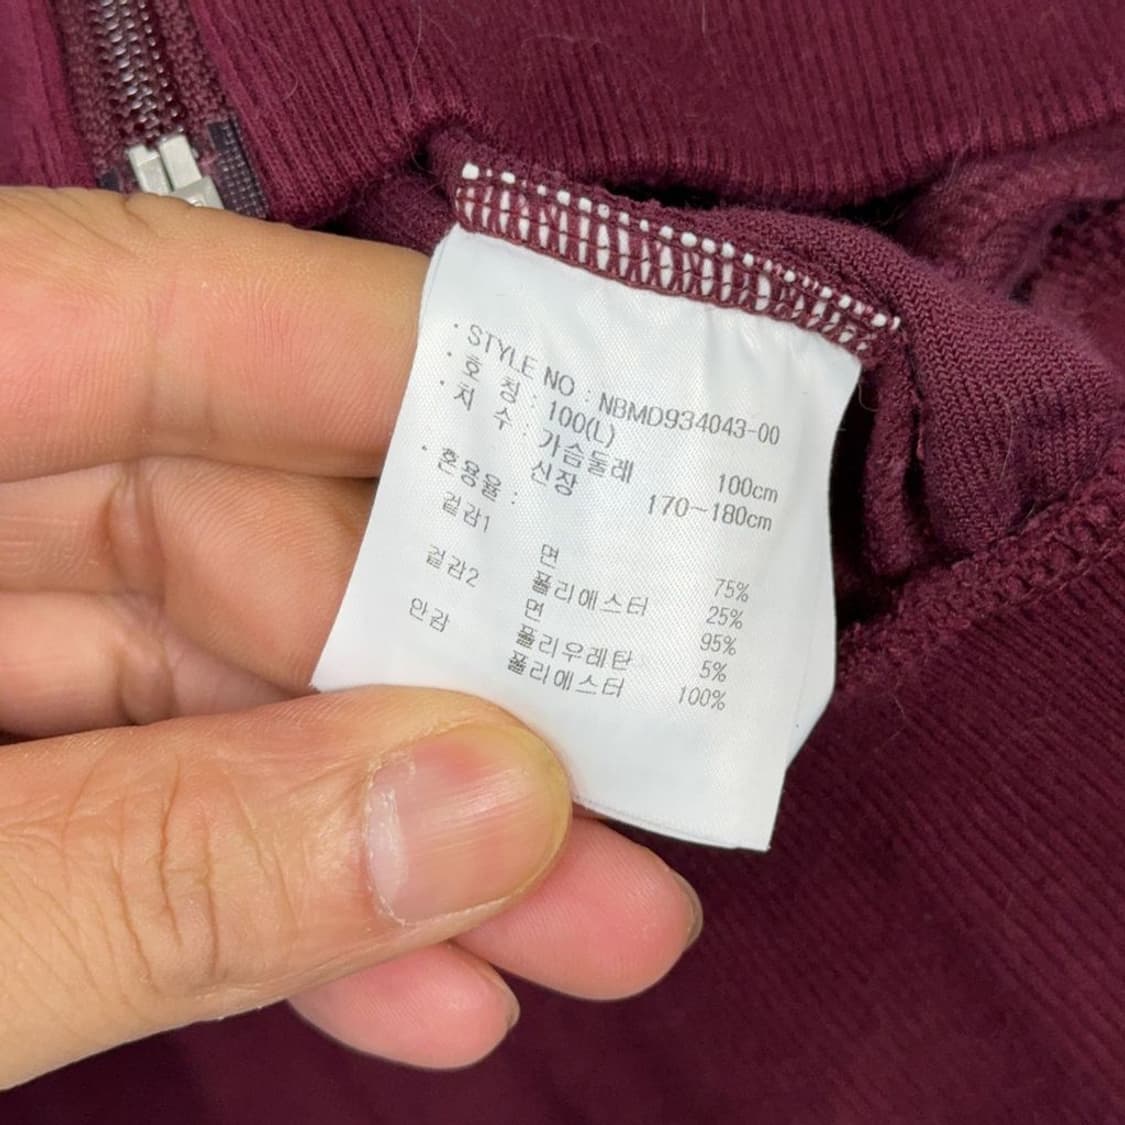 · STYLE NO : NBMD934043-00
· 호 칭 : 100(L)
· 치 수 : 가슴둘레 100cm
신장 170~180cm
· 혼용율 :
겉감1 면 75%
폴리에스터 25%
겉감2 면 95%
폴리우레탄 5%
안감 폴리에스터 100%